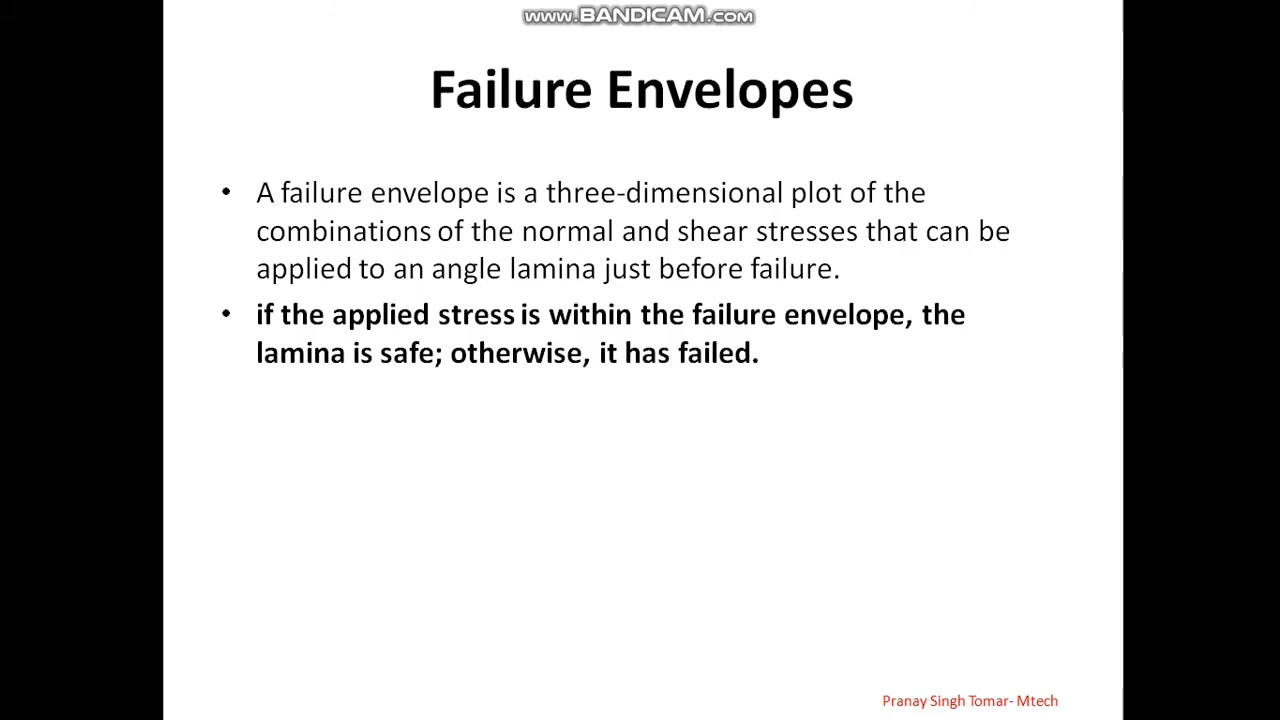 www.BANDICAM.com
Failure Envelopes
• A failure envelope is a three-dimensional plot of the
combinations of the normal and shear stresses that can be
applied to an angle lamina just before failure.
• if the applied stress is within the failure envelope, the
lamina is safe; otherwise, it has failed.
Pranay Singh Tomar- Mtech